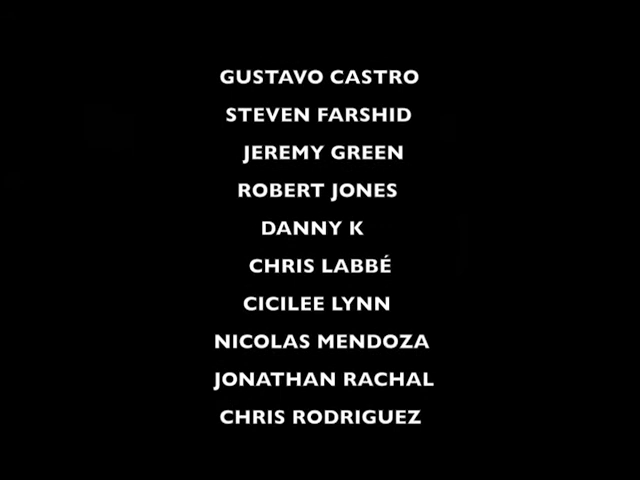 GUSTAVO CASTRO
STEVEN FARSHID
JEREMY GREEN
ROBERT JONES
DANNY K
CHRIS LABBÉ
CICILEE LYNN
NICOLAS MENDOZA
JONATHAN RACHAL
CHRIS RODRIGUEZ